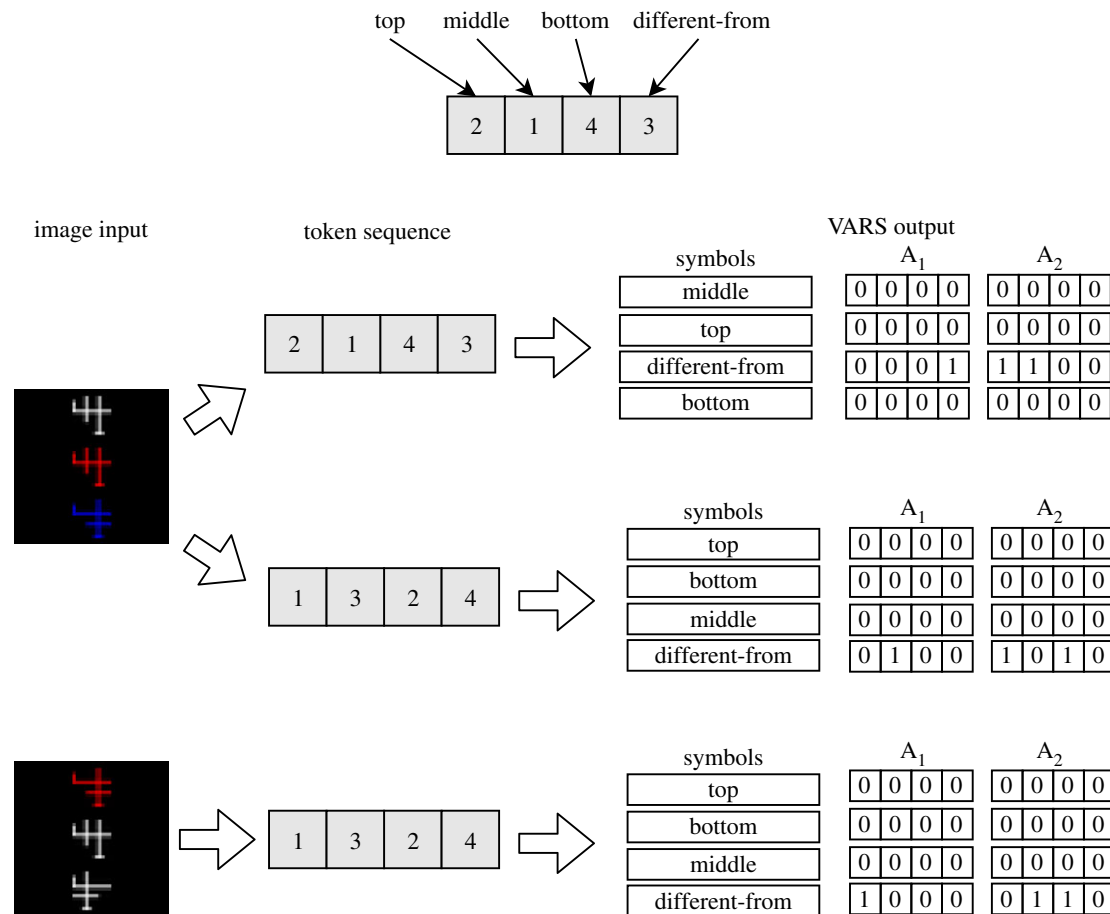 top middle bottom different-from
2 1 4 3
image input token sequence VARS output
symbols A1 A2
middle 0 0 0 0 0 0 0 0
2 1 4 3
top 0 0 0 0 0 0 0 0
different-from 0 0 0 1 1 1 0 0
bottom 0 0 0 0 0 0 0 0
symbols A1 A2
top 0 0 0 0 0 0 0 0
bottom 0 0 0 0 0 0 0 0
1 3 2 4
middle 0 0 0 0 0 0 0 0
different-from 0 1 0 0 1 0 1 0
symbols A1 A2
top 0 0 0 0 0 0 0 0
bottom 0 0 0 0 0 0 0 0
1 3 2 4
middle 0 0 0 0 0 0 0 0
different-from 1 0 0 0 0 1 1 0